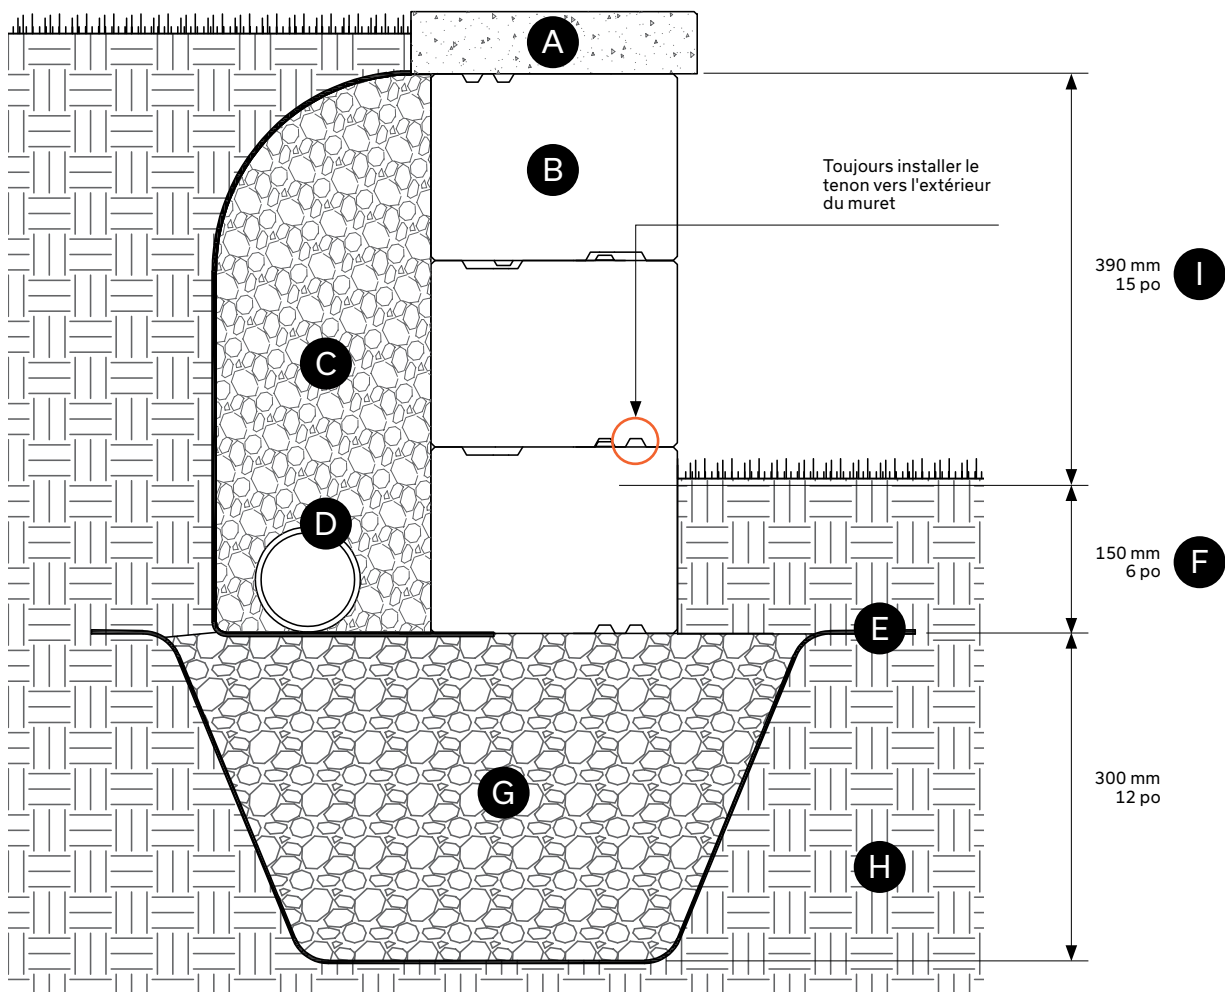 A
B
Toujours installer le
tenon vers l'extérieur
du muret
390 mm
15 po
I
C
D
150 mm
6 po
F
E
G
300 mm
12 po
H